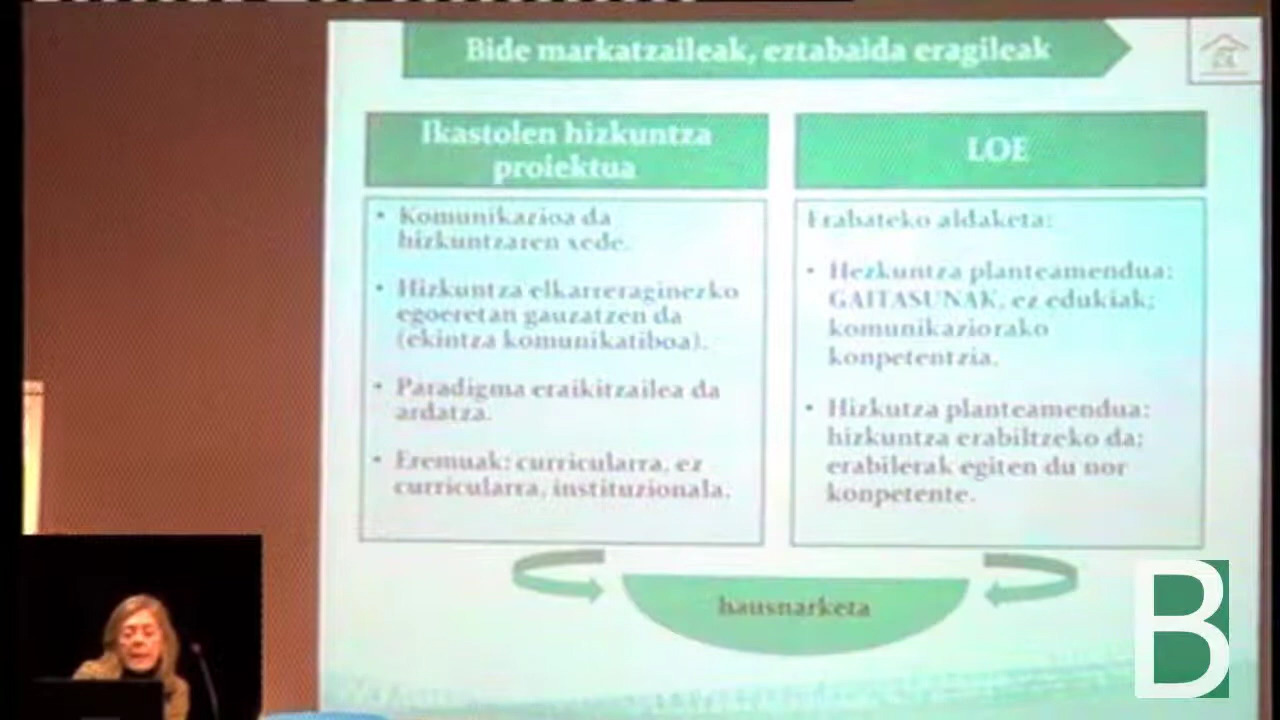 Bide markatzaileak, eztabaida eragileak
Ikastolen hizkuntza
proiektua
• Komunikazioa da
hizkuntzaren xede.
• Hizkuntza elkarreraginezko
egoeretan gauzatzen da
(ekintza komunikatiboa).
• Paradigma eraikitzailea da
ardatza.
• Eremuak: curricularra, ez
curricularra, instituzionala.
LOE
Erabateko aldaketa:
• Hezkuntza planteamendua:
GAITASUNAK, ez edukiak;
komunikaziorako
konpetentzia.
• Hizkutza planteamendua:
hizkuntza erabiltzeko da;
erabilerak egiten du nor
konpetente.
hausnarketa
B